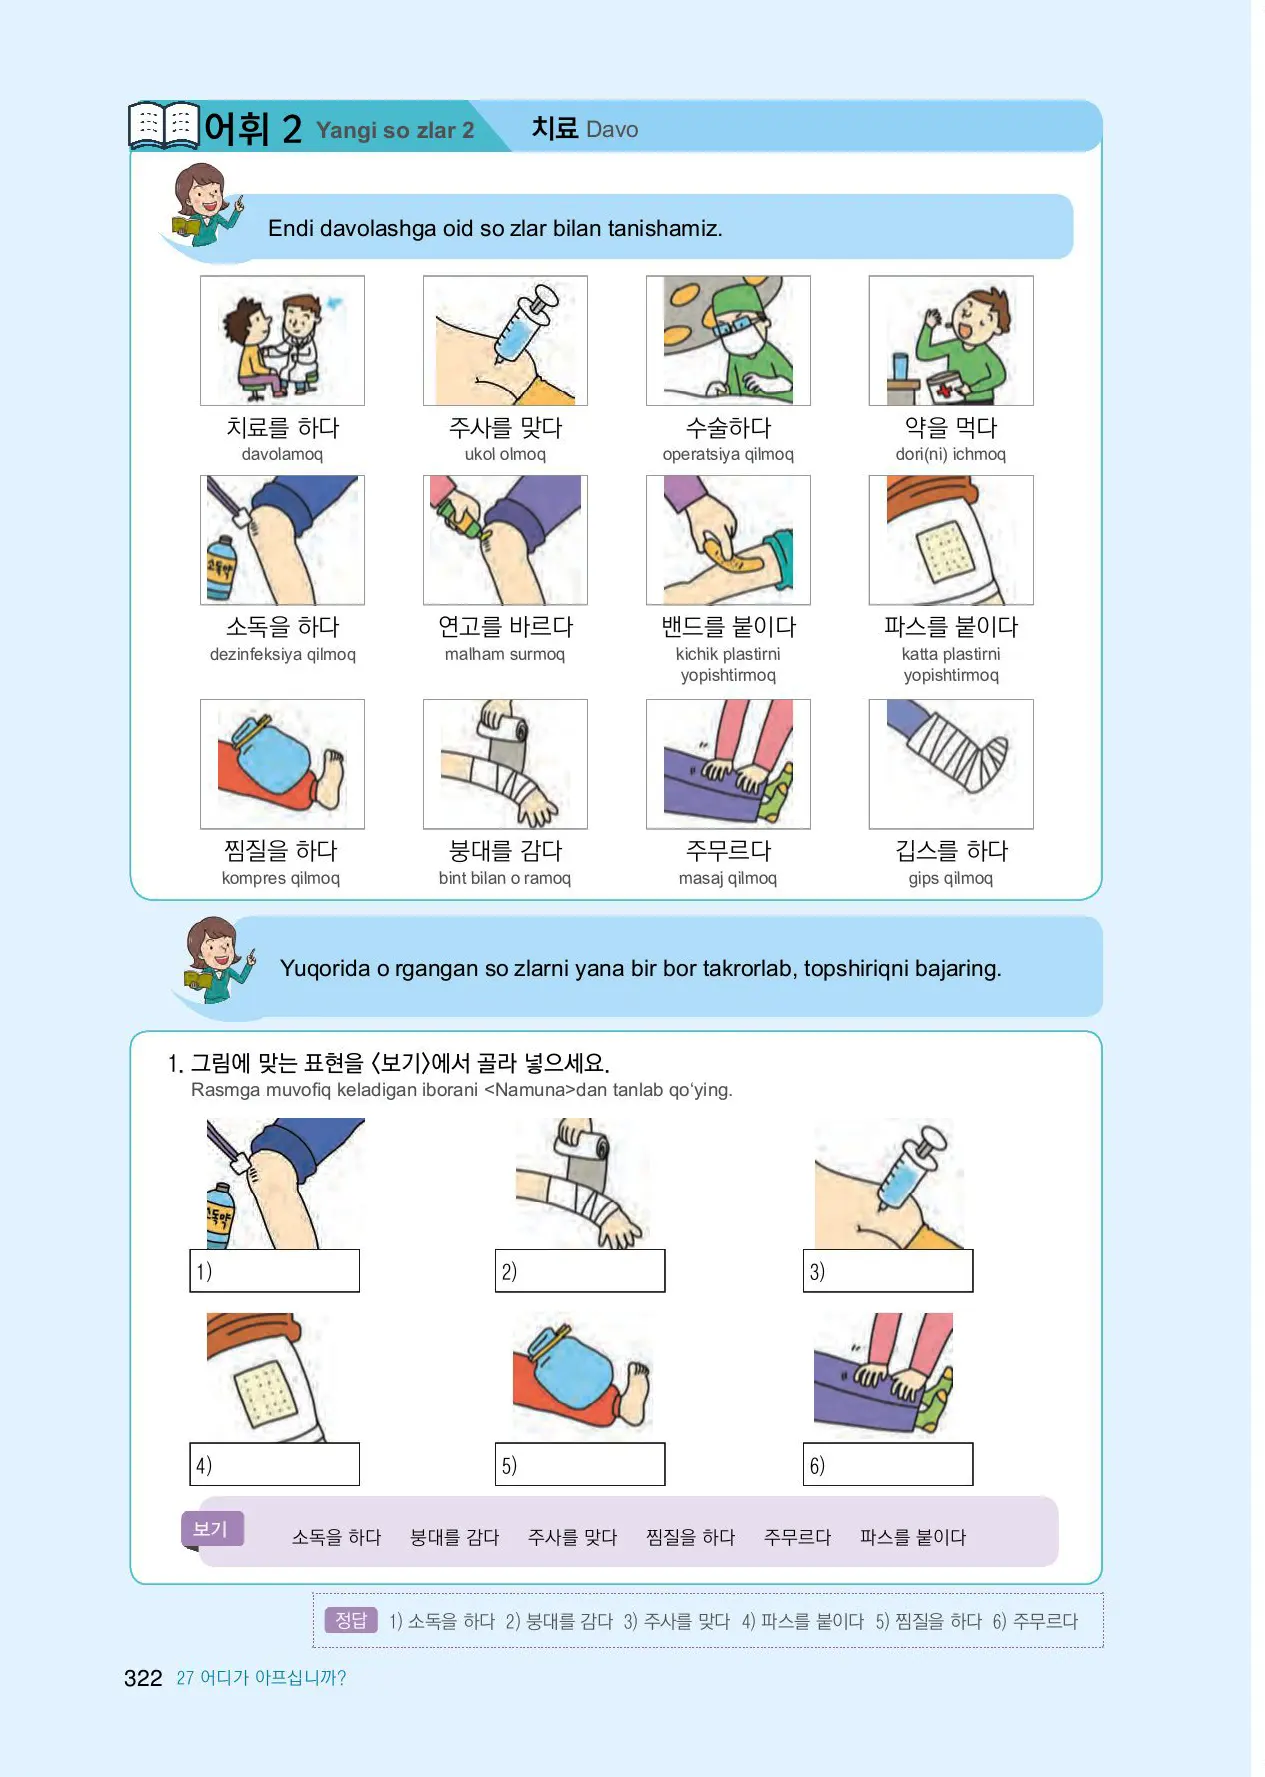 어휘 2 Yangi so zlar 2 치료 Davo
Endi davolashga oid so zlar bilan tanishamiz.
치료를 하다 주사를 맞다 수술하다 약을 먹다
davolamoq ukol olmoq operatsiya qilmoq dori(ni) ichmoq
소독약
소독을 하다 연고를 바르다 밴드를 붙이다 파스를 붙이다
dezinfeksiya qilmoq malham surmoq kichik plastirni katta plastirni
yopishtirmoq yopishtirmoq
찜질을 하다 붕대를 감다 주무르다 깁스를 하다
kompres qilmoq bint bilan o ramoq masaj qilmoq gips qilmoq
Yuqorida o rgangan so zlarni yana bir bor takrorlab, topshiriqni bajaring.
1. 그림에 맞는 표현을 <보기>에서 골라 넣으세요.
Rasmga muvofiq keladigan iborani <Namuna>dan tanlab qo‘ying.
소독약
1) 2) 3)
4) 5) 6)
보기 소독을 하다 붕대를 감다 주사를 맞다 찜질을 하다 주무르다 파스를 붙이다
정답 1) 소독을 하다 2) 붕대를 감다 3) 주사를 맞다 4) 파스를 붙이다 5) 찜질을 하다 6) 주무르다
322 27 어디가 아프십니까?